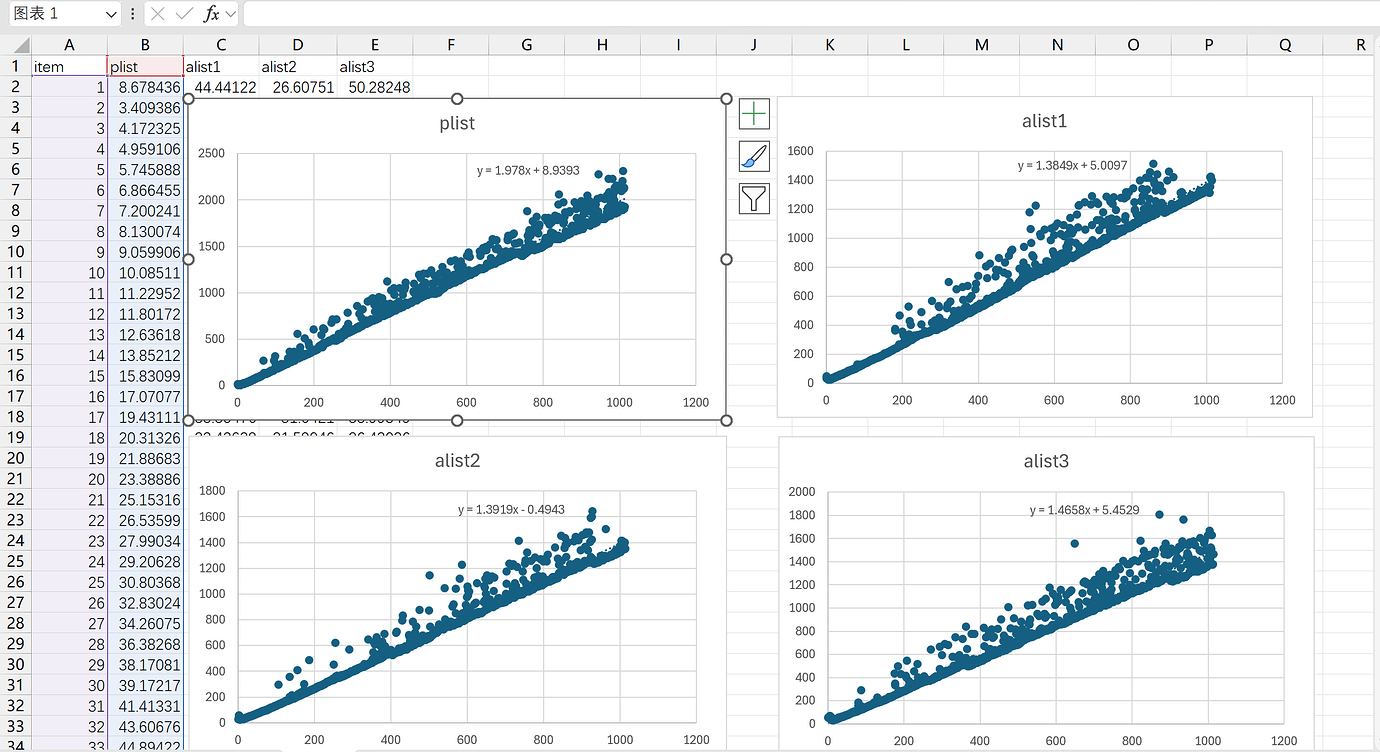 图表 1 fx
A B C D E F G H I J K L M N O P Q R
1 item plist alist1 alist2 alist3
2 1 8.678436 44.44122 26.60751 50.28248
3 2 3.409386
4 3 4.172325
5 4 4.959106
6 5 5.745888
7 6 6.866455
8 7 7.200241
9 8 8.130074
10 9 9.059906
11 10 10.08511
12 11 11.22952
13 12 11.80172
14 13 12.63618
15 14 13.85212
16 15 15.83099
17 16 17.07077
18 17 19.43111
19 18 20.31326
20 19 21.88683
21 20 23.38886
22 21 25.15316
23 22 26.53599
24 23 27.99034
25 24 29.20628
26 25 30.80368
27 26 32.83024
28 27 34.26075
29 28 36.38268
30 29 38.17081
31 30 39.17217
32 31 41.41331
33 32 43.60676
34 33 44.89422
plist
y = 1.978x + 8.9393
2500
2000
1500
1000
500
0
0 200 400 600 800 1000 1200
alist1
y = 1.3849x + 5.0097
1600
1400
1200
1000
800
600
400
200
0
0 200 400 600 800 1000 1200
alist2
y = 1.3919x - 0.4943
1800
1600
1400
1200
1000
800
600
400
200
0
0 200 400 600 800 1000 1200
alist3
y = 1.4658x + 5.4529
2000
1800
1600
1400
1200
1000
800
600
400
200
0
0 200 400 600 800 1000 1200